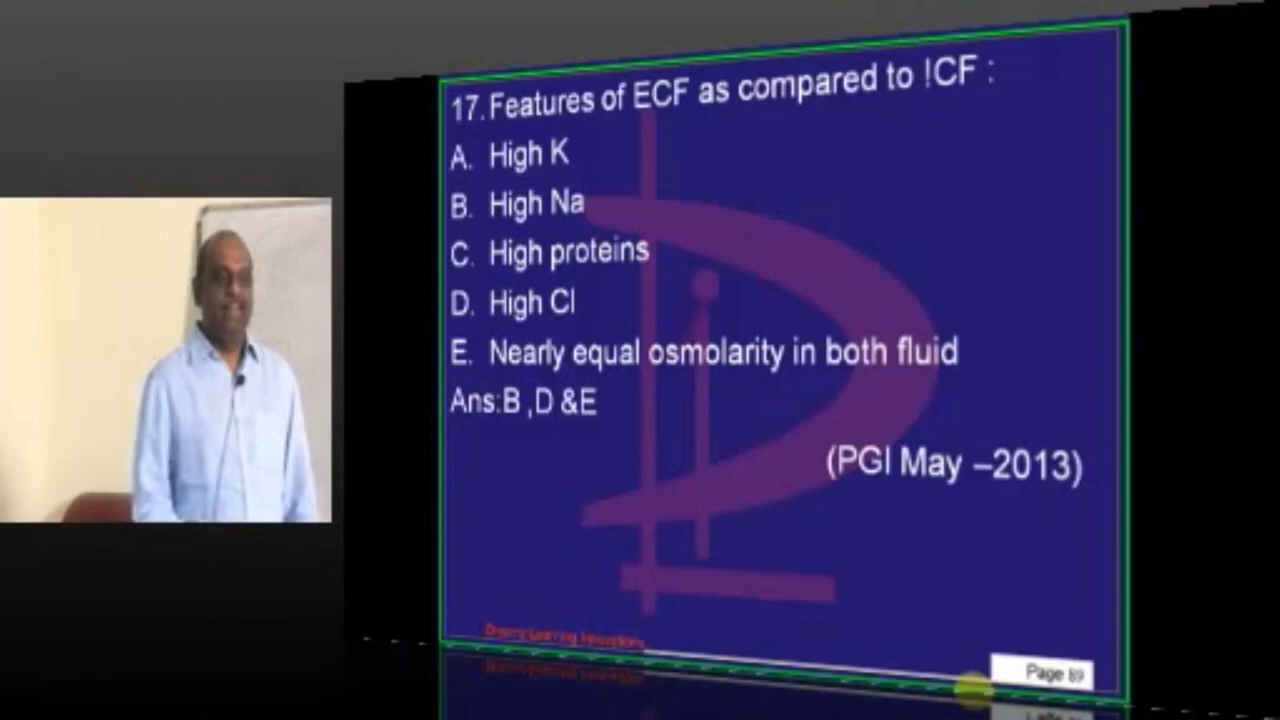 17. Features of ECF as compared to !CF :
A. High K
B. High Na
C. High proteins
D. High Cl
E. Nearly equal osmolarity in both fluid
Ans:B ,D &E
(PGI May –2013)
Page 89